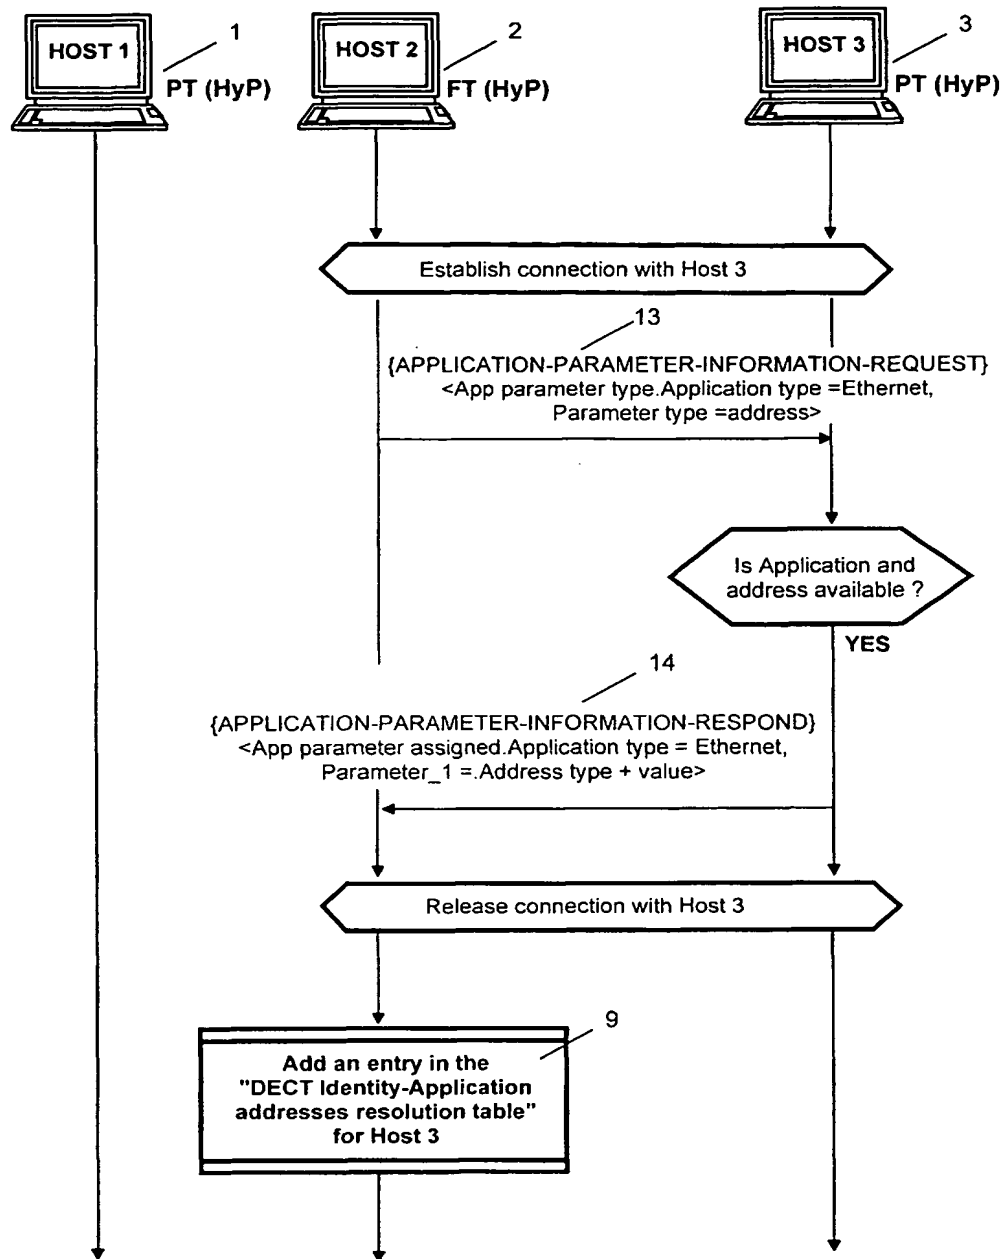 HOST 1
1
PT (HyP)
HOST 2
2
FT (HyP)
HOST 3
3
PT (HyP)
Establish connection with Host 3
13
{APPLICATION-PARAMETER-INFORMATION-REQUEST}
<App parameter type.Application type =Ethernet,
Parameter type =address>
Is Application and
address available ?
YES
14
{APPLICATION-PARAMETER-INFORMATION-RESPOND}
<App parameter assigned.Application type = Ethernet,
Parameter_1 =.Address type + value>
Release connection with Host 3
9
Add an entry in the
"DECT Identity-Application
addresses resolution table"
for Host 3